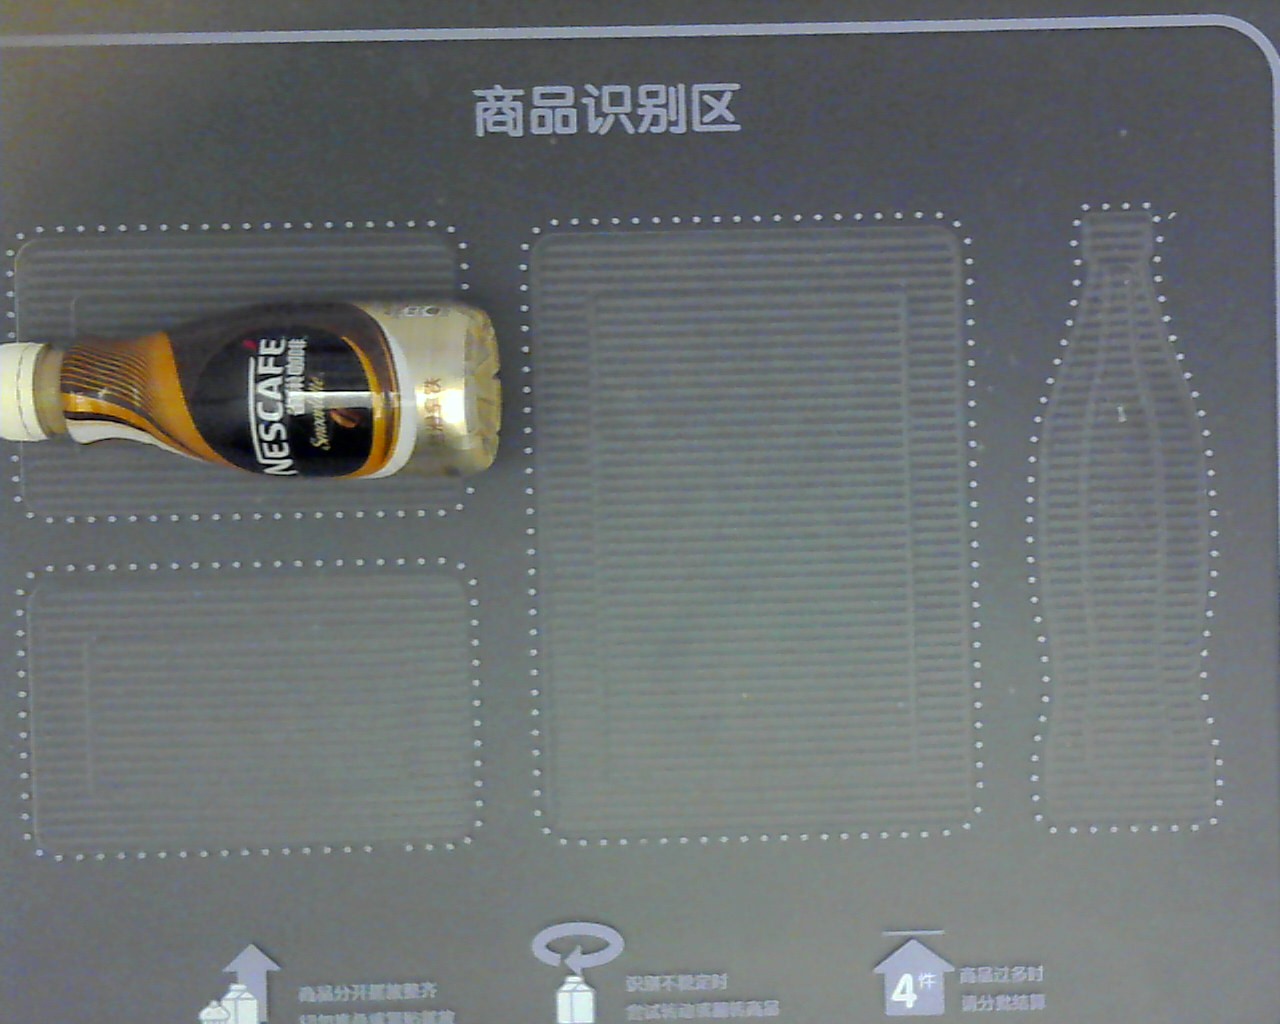 商品识别区
NESCAFÉ
雀巢咖啡
Smooth
商品分开摆放整齐
识别不稳定时
尝试转动或翻转商品
4件
商品过多时
请分批结算